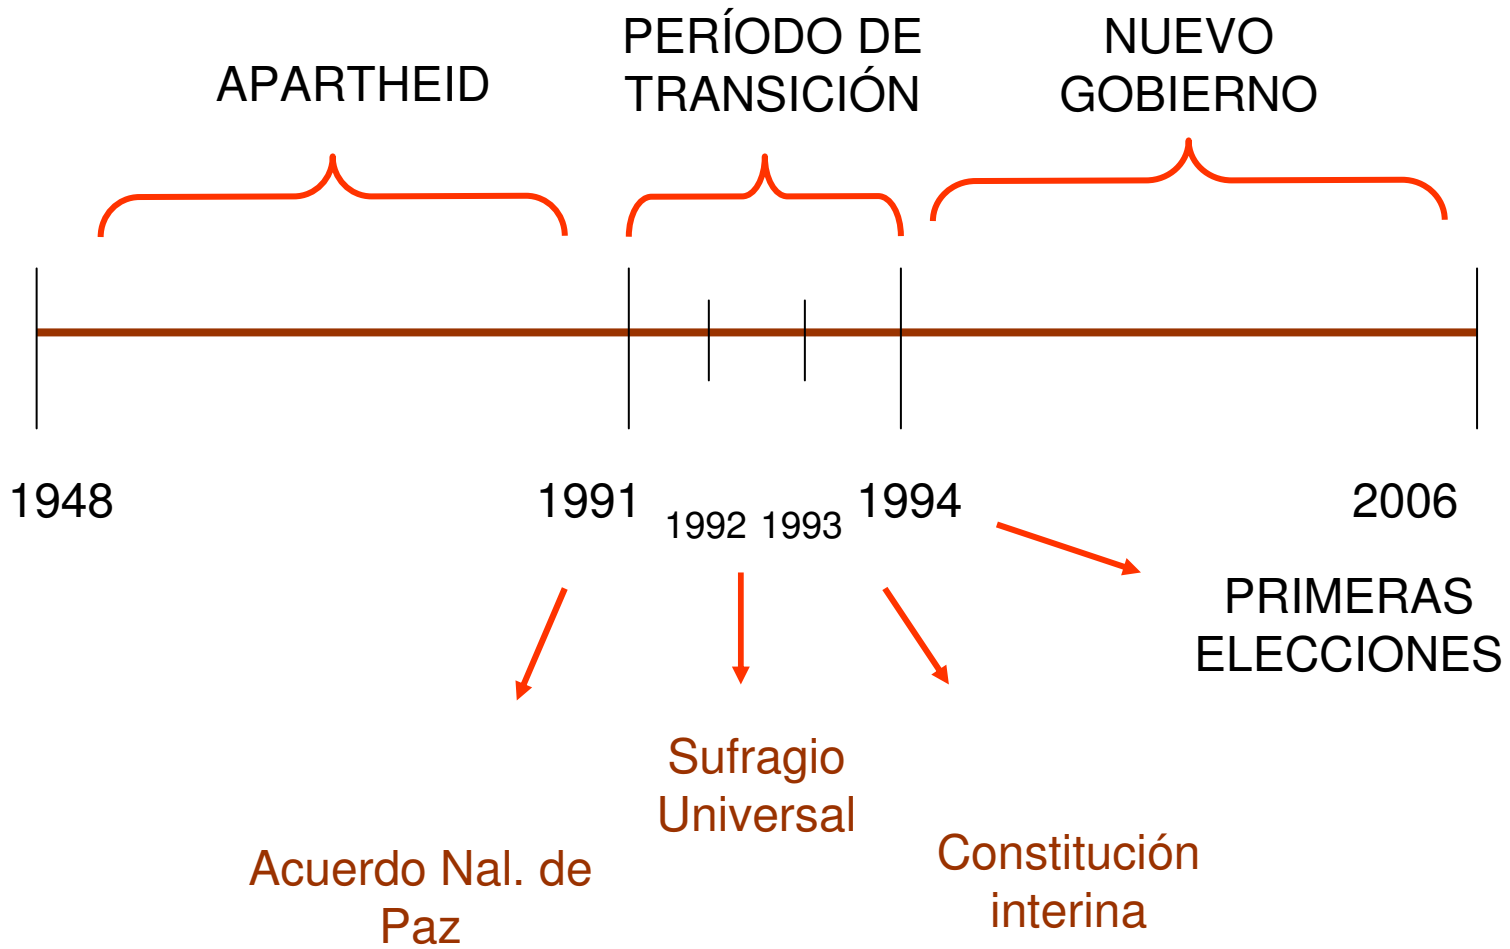 APARTHEID
PERÍODO DE
TRANSICIÓN
NUEVO
GOBIERNO
1948
1991
1992
1993
1994
2006
PRIMERAS
ELECCIONES
Sufragio
Universal
Acuerdo Nal. de
Paz
Constitución
interina